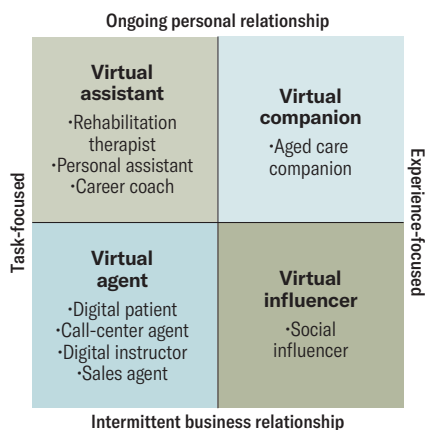 Ongoing personal relationship
Task-focused
Virtual
assistant
·Rehabilitation
therapist
·Personal assistant
·Career coach
Virtual
companion
·Aged care
companion
Experience-focused
Virtual
agent
·Digital patient
·Call-center agent
·Digital instructor
·Sales agent
Virtual
influencer
·Social
influencer
Intermittent business relationship